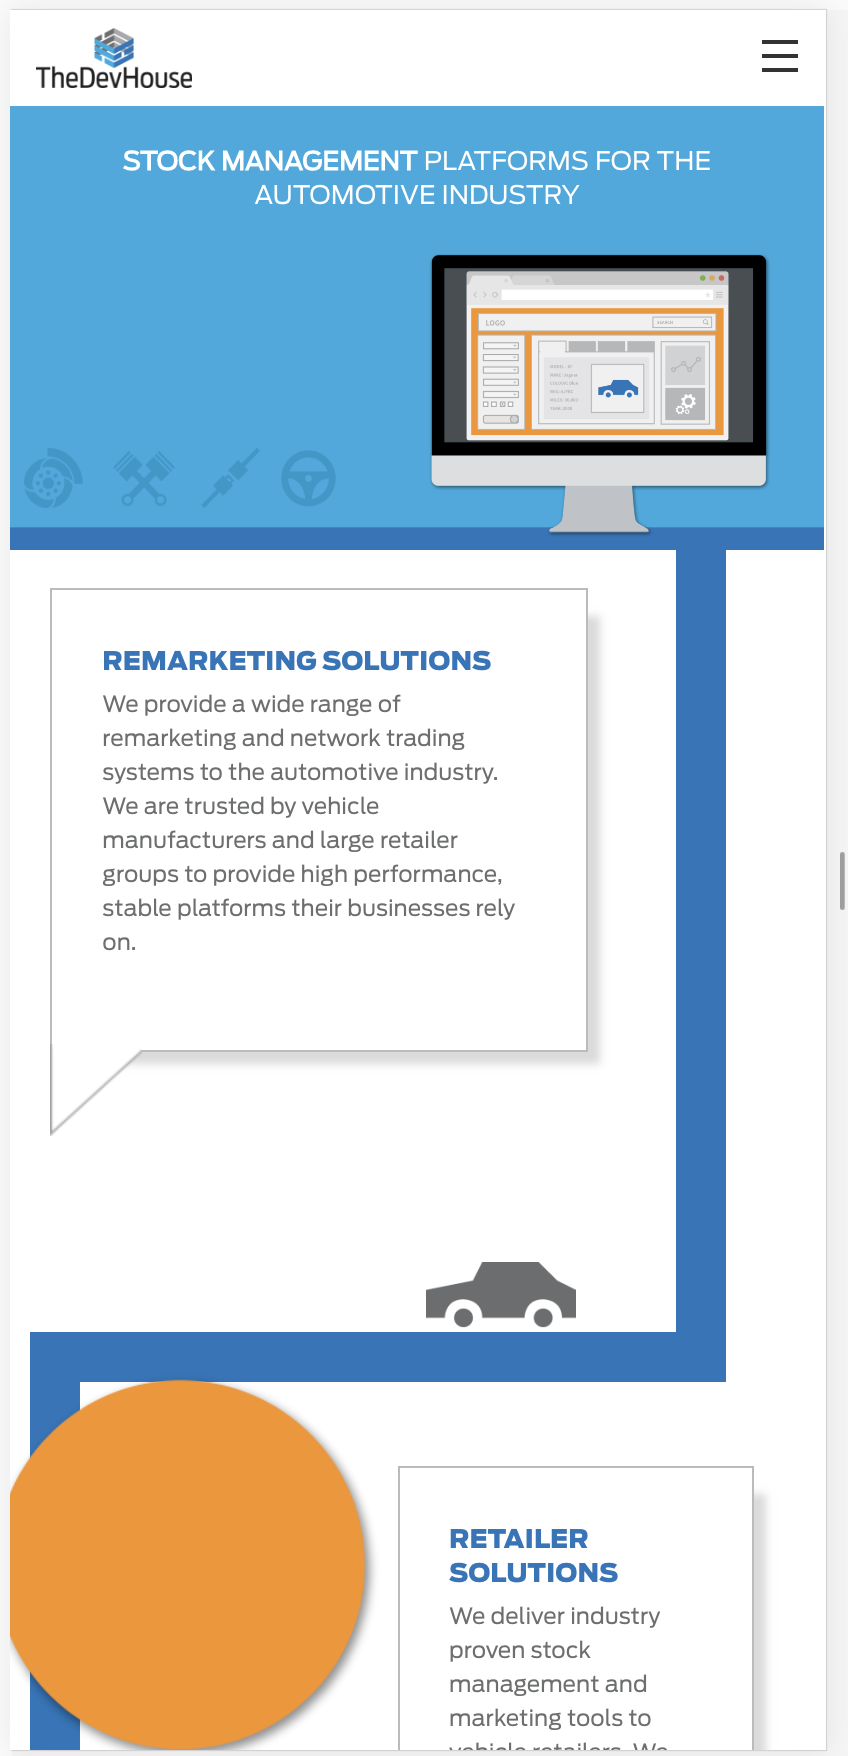 TheDevHouse
STOCK MANAGEMENT PLATFORMS FOR THE
AUTOMOTIVE INDUSTRY
LOGO
SEARCH
REMARKETING SOLUTIONS
We provide a wide range of
remarketing and network trading
systems to the automotive industry.
We are trusted by vehicle
manufacturers and large retailer
groups to provide high performance,
stable platforms their businesses rely
on.
RETAILER
SOLUTIONS
We deliver industry
proven stock
management and
marketing tools to
vehicle retailers. We